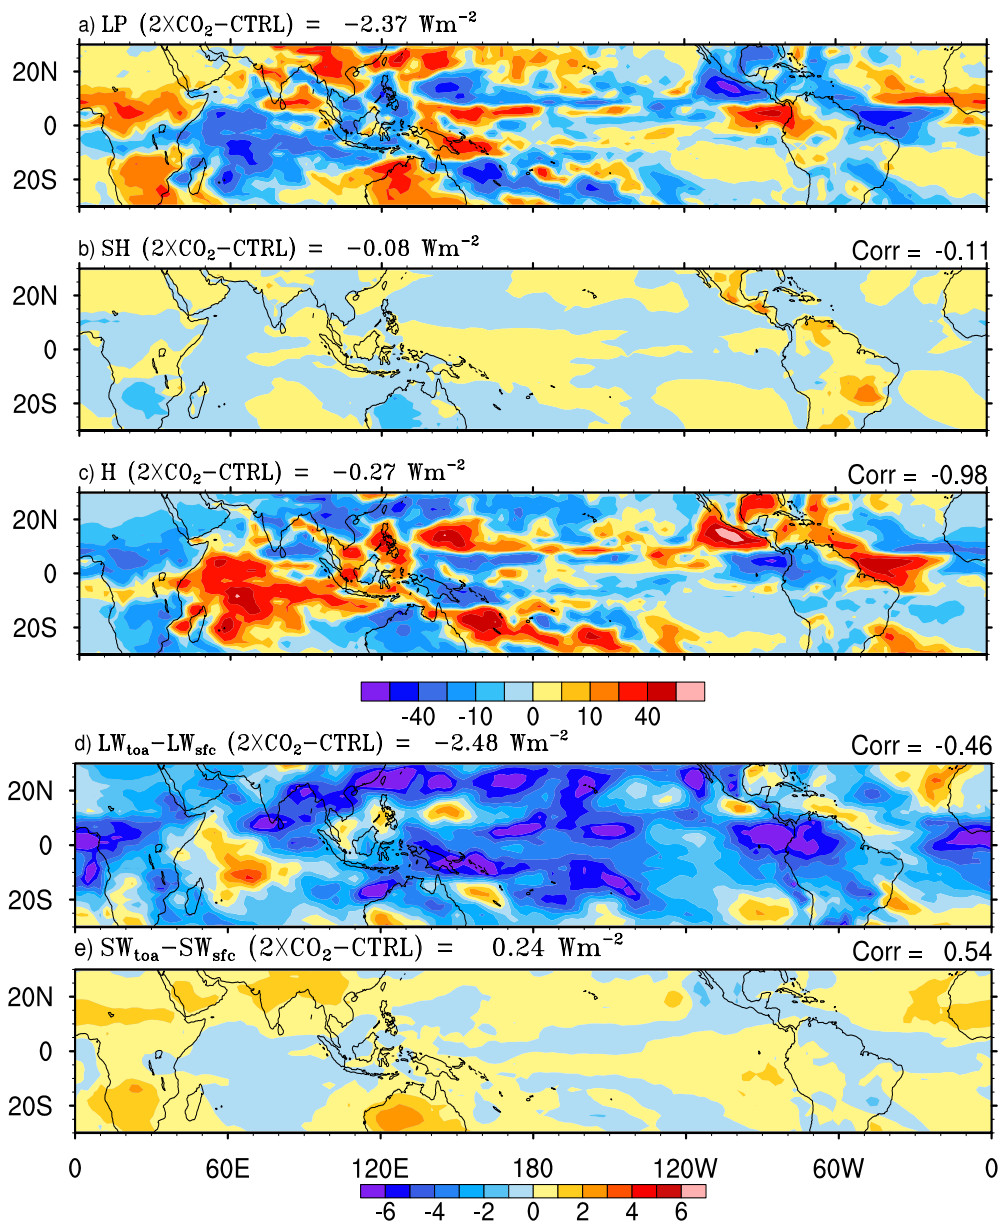 a) LP (2×CO₂−CTRL) = −2.37 Wm⁻²
20N
0
20S
b) SH (2×CO₂−CTRL) = −0.08 Wm⁻² Corr = -0.11
20N
0
20S
c) H (2×CO₂−CTRL) = −0.27 Wm⁻² Corr = -0.98
20N
0
20S
-40 -10 0 10 40
d) LWtoa−LWsfc (2×CO₂−CTRL) = −2.48 Wm⁻² Corr = -0.46
20N
0
20S
e) SWtoa−SWsfc (2×CO₂−CTRL) = 0.24 Wm⁻² Corr = 0.54
20N
0
20S
0 60E 120E 180 120W 60W 0
-6 -4 -2 0 2 4 6